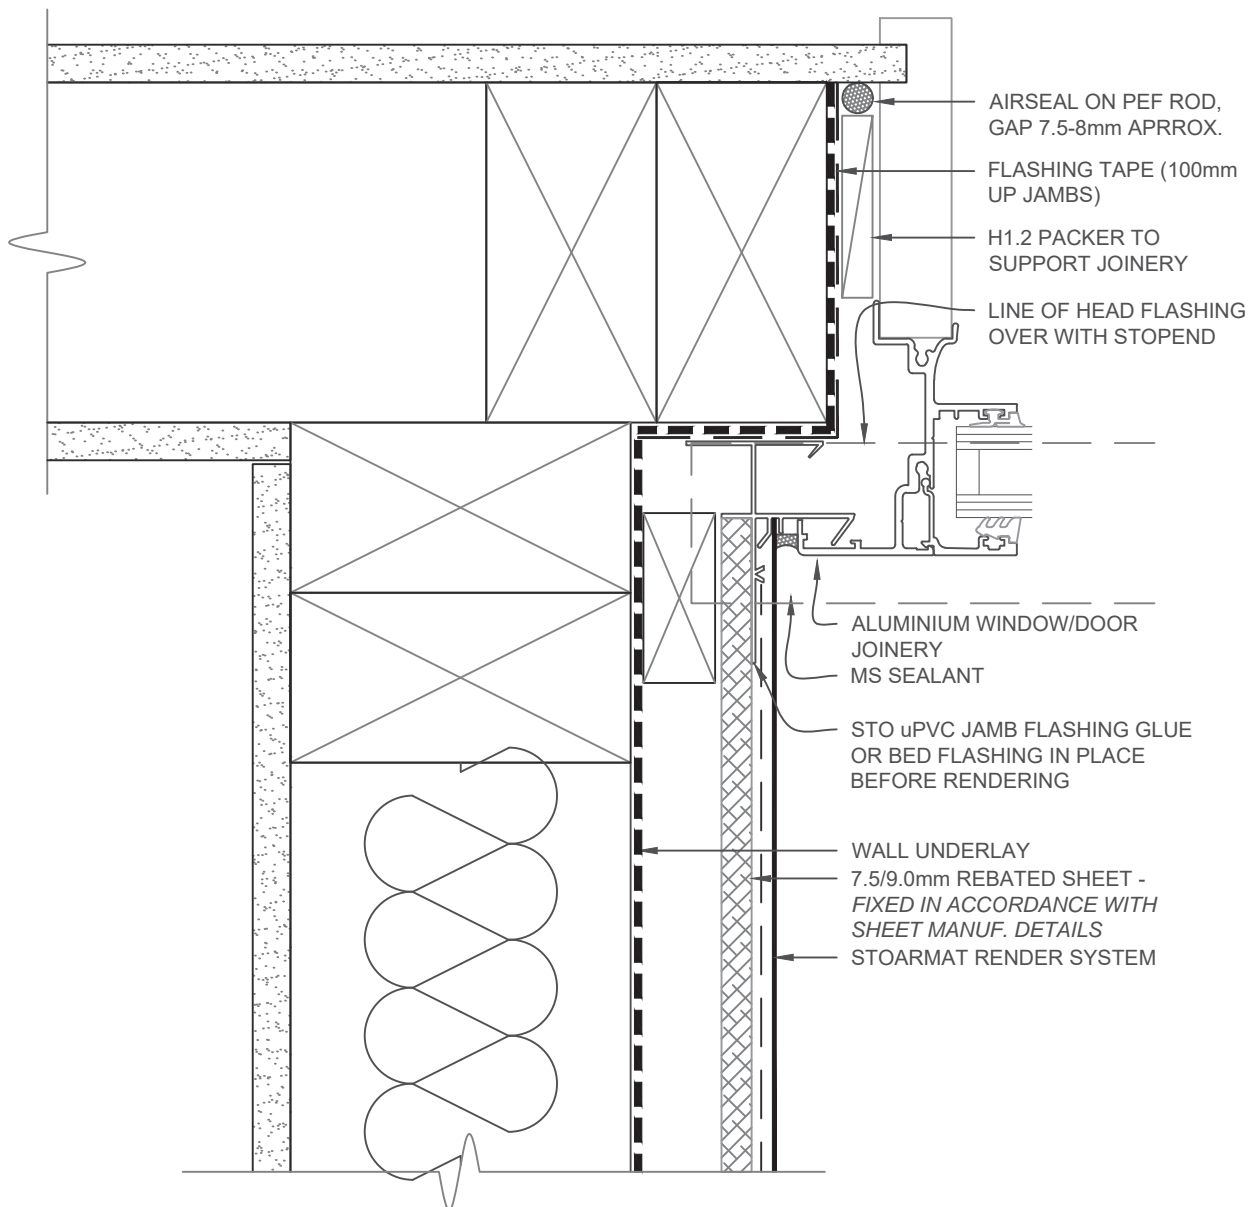 AIRSEAL ON PEF ROD,
GAP 7.5-8mm APRROX.
FLASHING TAPE (100mm
UP JAMBS)
H1.2 PACKER TO
SUPPORT JOINERY
LINE OF HEAD FLASHING
OVER WITH STOPEND
ALUMINIUM WINDOW/DOOR
JOINERY
MS SEALANT
STO uPVC JAMB FLASHING GLUE
OR BED FLASHING IN PLACE
BEFORE RENDERING
WALL UNDERLAY
7.5/9.0mm REBATED SHEET -
FIXED IN ACCORDANCE WITH
SHEET MANUF. DETAILS
STOARMAT RENDER SYSTEM